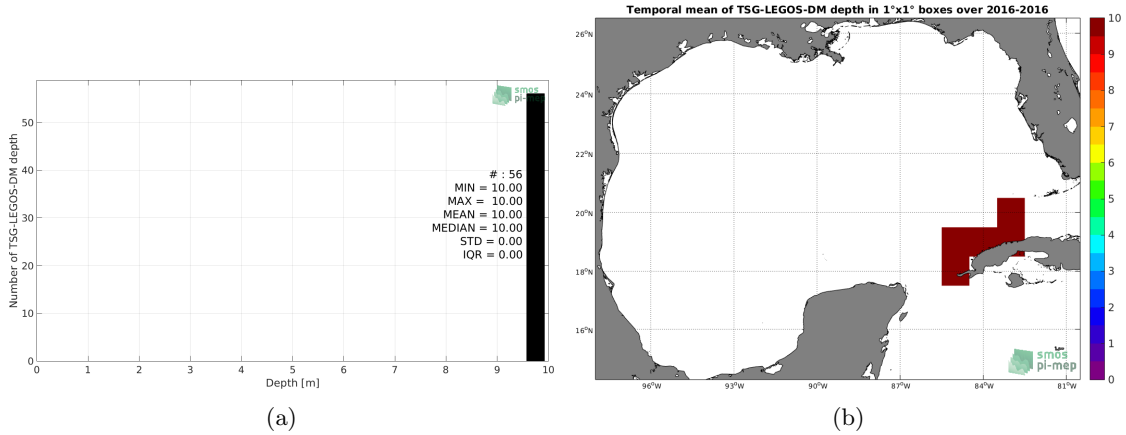 smos
pi-mep
# : 56
MIN = 10.00
MAX = 10.00
MEAN = 10.00
MEDIAN = 10.00
STD = 0.00
IQR = 0.00
Number of TSG-LEGOS-DM depth
50
40
30
20
10
0
0 1 2 3 4 5 6 7 8 9 10
Depth [m]
(a)
Temporal mean of TSG-LEGOS-DM depth in 1°x1° boxes over 2016-2016
26°N
24°N
22°N
20°N
18°N
16°N
96°W 93°W 90°W 87°W 84°W 81°W
smos
pi-mep
10
9
8
7
6
5
4
3
2
1
0
(b)